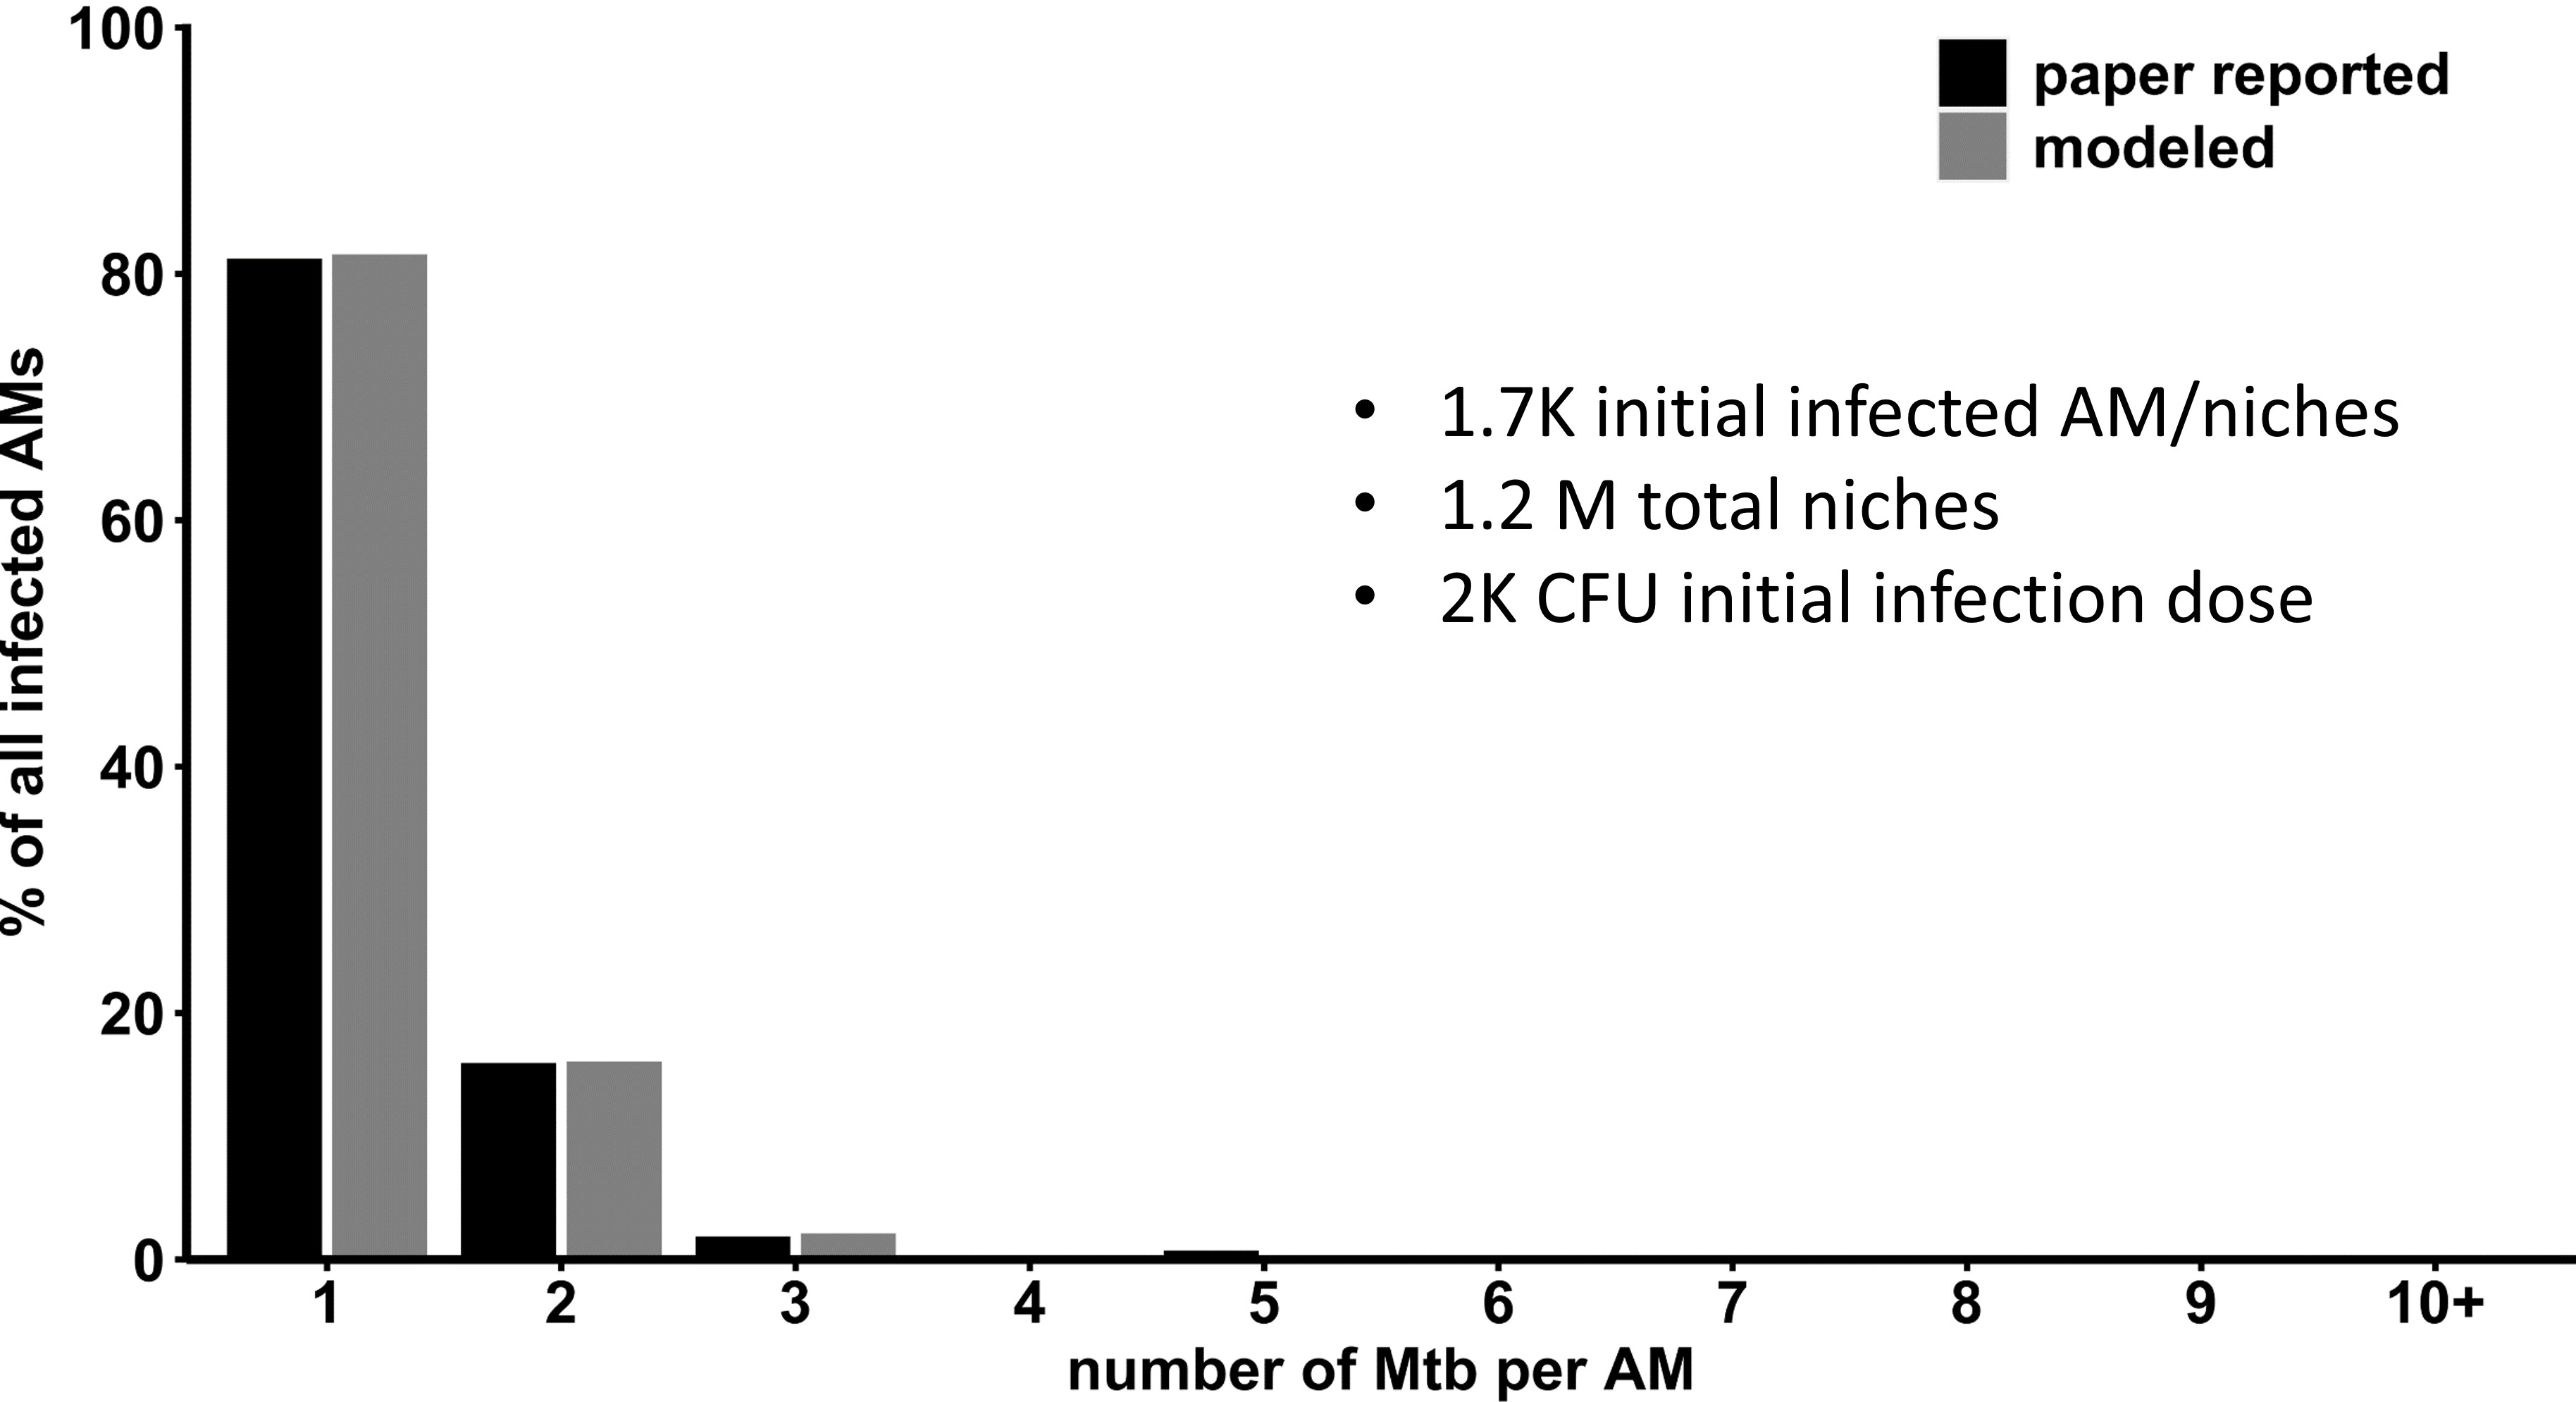 100
80
60
40
20
0
% of all infected AMs
paper reported
modeled
• 1.7K initial infected AM/niches
• 1.2 M total niches
• 2K CFU initial infection dose
1 2 3 4 5 6 7 8 9 10+
number of Mtb per AM